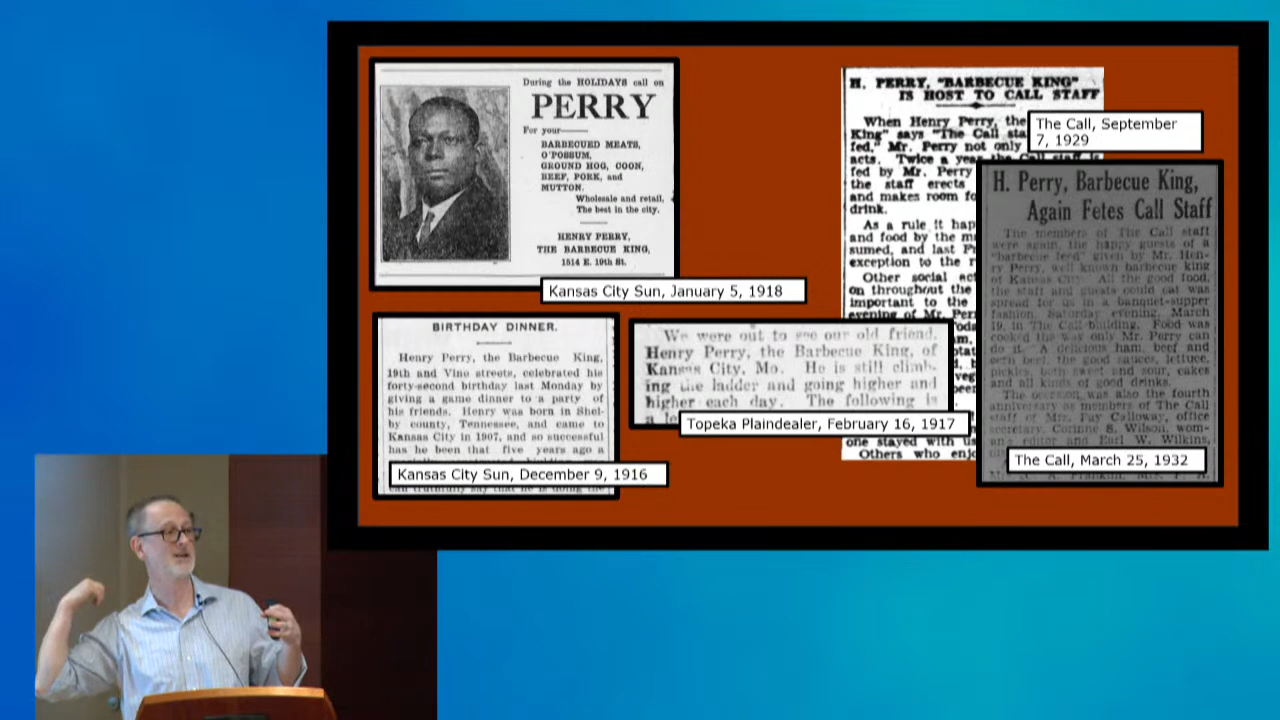 During the HOLIDAYS call on
PERRY
For your
BARBECUED MEATS,
O'POSSUM,
GROUND HOG, COON,
BEEF, PORK, and
MUTTON.
Wholesale and retail.
The best in the city.
HENRY PERRY,
THE BARBECUE KING,
1514 E. 19th St.
Kansas City Sun, January 5, 1918
BIRTHDAY DINNER.
Henry Perry, the Barbecue King,
19th and Vine streets, celebrated his
forty-second birthday last Monday by
giving a game dinner to a party of
his friends. Henry was born in Shel-
by county, Tennessee, and came to
Kansas City in 1907, and so successful
has he been that five years ago a
Kansas City Sun, December 9, 1916
We were out to see our old friend,
Henry Perry, the Barbecue King, of
Kansas City, Mo. He is still climb-
ing the ladder and going higher and
higher each day. The following is
Topeka Plaindealer, February 16, 1917
H. PERRY, "BARBECUE KING"
IS HOST TO CALL STAFF
When Henry Perry, the
King" says "The Call sta
fed," Mr. Perry not only
acts. Twice a year the Call staff is
fed by Mr. Perry
the staff erects
and makes room fo
drink.
As a rule it hap
and food by the m
sumed, and last
exception to the r
Other social act
on throughout the
important to the
evening of Mr. Per
one stayed with us
Others who enj
The Call, September
7, 1929
H. Perry, Barbecue King,
Again Fetes Call Staff
The members of The Call staff
were again, the happy guests of a
"barbecue feed" given by Mr. Hen-
ry Perry, well known barbecue king
of Kansas City. All the good food,
the staff and guests could eat was
spread for us in a banquet-supper
fashion, Saturday evening, March
19, in The Call building. Food was
cooked the way only Mr. Perry can
do it. A delicious ham, beef and
corn beef, the good sauces, lettuce,
pickles, both sweet and sour, cakes
and all kinds of good drinks.
The occasion was also the fourth
anniversary as members of The Call
staff of Mrs. Fay Calloway, office
secretary, Corinne S. Wilson, wom-
an's editor and Earl W. Wilkins,
The Call, March 25, 1932